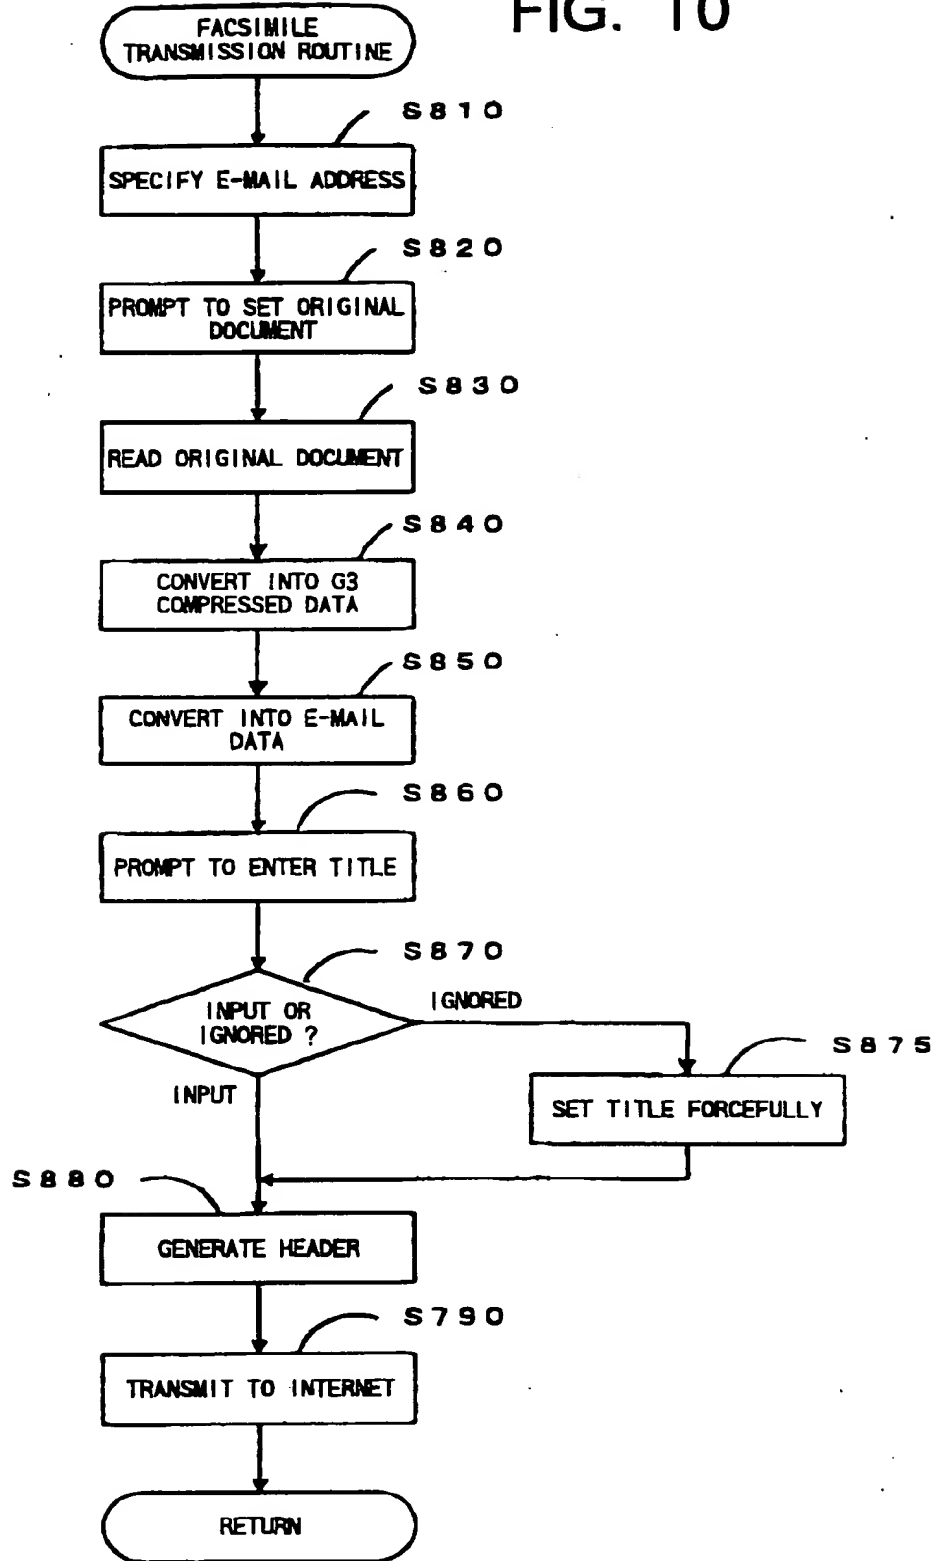 FIG. 10
FACSIMILE
TRANSMISSION ROUTINE
S810
SPECIFY E-MAIL ADDRESS
S820
PROMPT TO SET ORIGINAL
DOCUMENT
S830
READ ORIGINAL DOCUMENT
S840
CONVERT INTO G3
COMPRESSED DATA
S850
CONVERT INTO E-MAIL
DATA
S860
PROMPT TO ENTER TITLE
S870
INPUT OR
IGNORED ?
IGNORED
INPUT
S875
SET TITLE FORCEFULLY
S880
GENERATE HEADER
S790
TRANSMIT TO INTERNET
RETURN